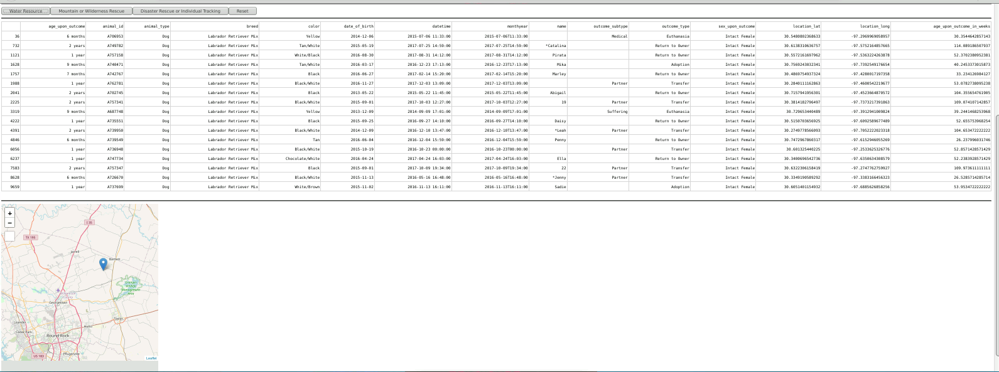 Water Resource Mountain or Wilderness Rescue Disaster Rescue or Individual Tracking Reset
age_upon_outcome animal_id animal_type breed color date_of_birth datetime monthyear name outcome_subtype outcome_type sex_upon_outcome location_lat location_long age_upon_outcome_in_weeks
36 6 months A706953 Dog Labrador Retriever Mix Yellow 2014-12-06 2015-07-06 11:33:00 2015-07-06T11:33:00 Medical Euthanasia Intact Female 30.5480802368633 -97.2969969058957 30.3544642857143
732 2 years A749782 Dog Labrador Retriever Mix Tan/White 2015-05-19 2017-07-25 14:59:00 2017-07-25T14:59:00 *Catalina Return to Owner Intact Female 30.6138310636757 -97.5752164857665 114.089186507937
1121 1 year A757158 Dog Labrador Retriever Mix White/Black 2016-08-30 2017-08-31 14:12:00 2017-08-31T14:12:00 Pirata Return to Owner Intact Female 30.5572161697962 -97.5363224263878 52.3702380952381
1628 9 months A740471 Dog Labrador Retriever Mix Tan/White 2016-03-17 2016-12-23 17:13:00 2016-12-23T17:13:00 Mika Adoption Intact Female 30.7569243032341 -97.7392549176654 40.2453373015873
1757 7 months A742767 Dog Labrador Retriever Mix Black 2016-06-27 2017-02-14 15:20:00 2017-02-14T15:20:00 Marley Return to Owner Intact Female 30.4869754937324 -97.4280017197358 33.234126984127
1988 1 year A762781 Dog Labrador Retriever Mix Black/White 2016-11-27 2017-12-03 13:09:00 2017-12-03T13:09:00 Partner Transfer Intact Female 30.2840111162863 -97.4600542219677 53.0782738095238
2041 2 years A702745 Dog Labrador Retriever Mix Black 2013-05-22 2015-05-22 11:45:00 2015-05-22T11:45:00 Abigail Return to Owner Intact Female 30.7157941956301 -97.4523664870572 104.355654761905
2225 2 years A757341 Dog Labrador Retriever Mix Black/White 2015-09-01 2017-10-03 12:27:00 2017-10-03T12:27:00 19 Partner Transfer Intact Female 30.3814182796497 -97.7373217391863 109.074107142857
3319 9 months A687748 Dog Labrador Retriever Mix Yellow 2013-12-09 2014-09-09 17:01:00 2014-09-09T17:01:00 Suffering Euthanasia Intact Female 30.729653440489 -97.3912941009824 39.2441468253968
4222 1 year A735551 Dog Labrador Retriever Mix Black 2015-09-25 2016-09-27 14:10:00 2016-09-27T14:10:00 Daisy Return to Owner Intact Female 30.5150703656925 -97.6092589677489 52.655753968254
4391 2 years A739950 Dog Labrador Retriever Mix Black/White 2014-12-09 2016-12-10 13:47:00 2016-12-10T13:47:00 *Leah Partner Transfer Intact Female 30.2749778566093 -97.7052222023318 104.653472222222
4846 6 months A739549 Dog Labrador Retriever Mix Tan 2016-06-04 2016-12-04 15:59:00 2016-12-04T15:59:00 Penny Return to Owner Intact Female 30.7472967860317 -97.6152946055269 26.237996031746
6056 1 year A736948 Dog Labrador Retriever Mix Black/White 2015-10-19 2016-10-23 00:00:00 2016-10-23T00:00:00 Partner Transfer Intact Female 30.601325440225 -97.2533625326776 52.8571428571429
6237 1 year A747734 Dog Labrador Retriever Mix Chocolate/White 2016-04-24 2017-04-24 16:03:00 2017-04-24T16:03:00 Ella Return to Owner Intact Female 30.3400696542736 -97.6350634308579 52.2383928571429
7583 2 years A757347 Dog Labrador Retriever Mix Black 2015-09-01 2017-10-09 19:34:00 2017-10-09T19:34:00 22 Partner Transfer Intact Female 30.6322306158419 -97.2747762759927 109.973611111111
8628 6 months A726670 Dog Labrador Retriever Mix Black/White 2015-11-13 2016-05-16 16:48:00 2016-05-16T16:48:00 *Jenny Partner Transfer Intact Female 30.3349190589292 -97.3383166456323 26.5285714285714
9659 1 year A737699 Dog Labrador Retriever Mix White/Brown 2015-11-02 2016-11-13 16:11:00 2016-11-13T16:11:00 Sadie Adoption Intact Female 30.6051401154932 -97.6885626858256 53.9534722222222
+
−
I 35
TX 195
Jarrell
Bartlett
Granger
Wildlife
Management
Area
Georgetown
Leander
Taylor
Hutto
Cedar Park
Round Rock
US 183
Pflugerville
Leaflet